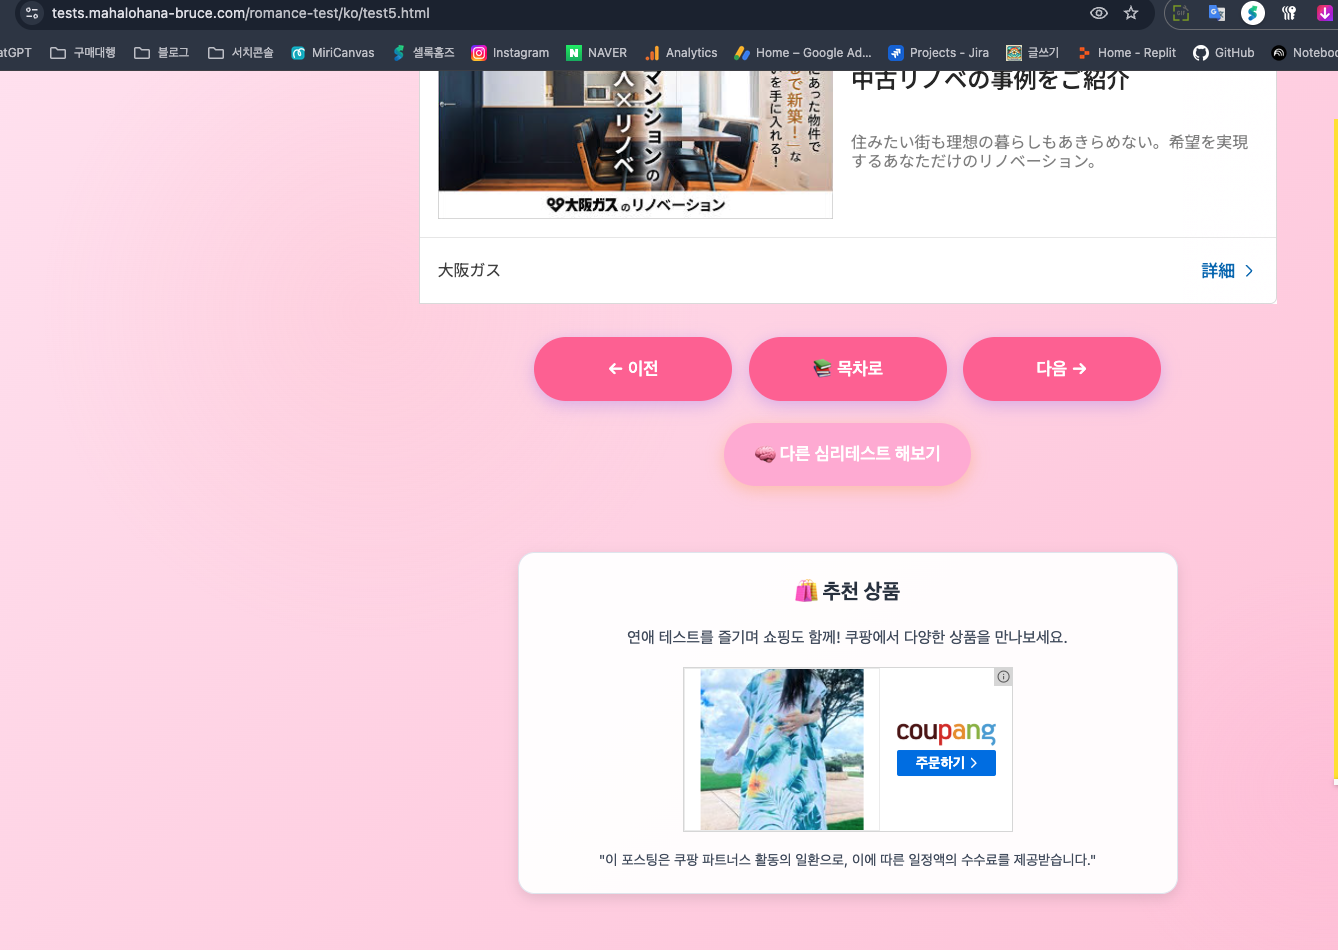 tests.mahalohana-bruce.com/romance-test/ko/test5.html
atGPT 구매대행 블로그 서치콘솔 MiriCanvas 셀록홈즈 Instagram NAVER Analytics Home – Google Ad... Projects - Jira 글쓰기 Home - Replit GitHub Noteboo
中古リノベの事例をご紹介
にあった物件で
るで新築！」な
いを手に入れる！
マンションの
人×リノベ
住みたい街も理想の暮らしもあきらめない。希望を実現
するあなただけのリノベーション。
大阪ガスのリノベーション
大阪ガス
詳細 >
← 이전
📚 목차로
다음 →
🧠 다른 심리테스트 해보기
🛍️ 추천 상품
연애 테스트를 즐기며 쇼핑도 함께! 쿠팡에서 다양한 상품을 만나보세요.
coupang
주문하기 >
"이 포스팅은 쿠팡 파트너스 활동의 일환으로, 이에 따른 일정액의 수수료를 제공받습니다."